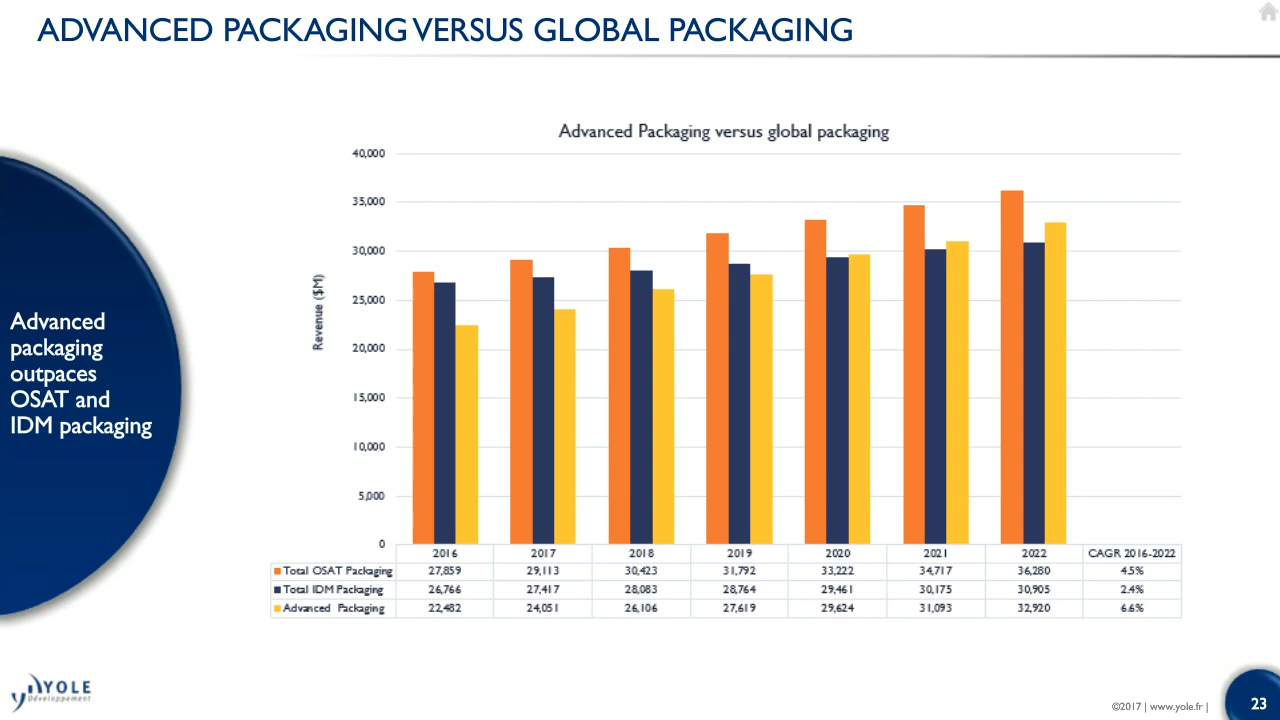 ADVANCED PACKAGING VERSUS GLOBAL PACKAGING
Advanced
packaging
outpaces
OSAT and
IDM packaging
Advanced Packaging versus global packaging
Revenue ($M)
40,000
35,000
30,000
25,000
20,000
15,000
10,000
5,000
0
2016 2017 2018 2019 2020 2021 2022 CAGR 2016-2022
Total OSAT Packaging 27,859 29,113 30,423 31,792 33,222 34,717 36,280 4.5%
Total IDM Packaging 26,766 27,417 28,083 28,764 29,461 30,175 30,905 2.4%
Advanced Packaging 22,482 24,051 26,106 27,619 29,624 31,093 32,920 6.6%
YOLE
Développement
©2017 | www.yole.fr |
23